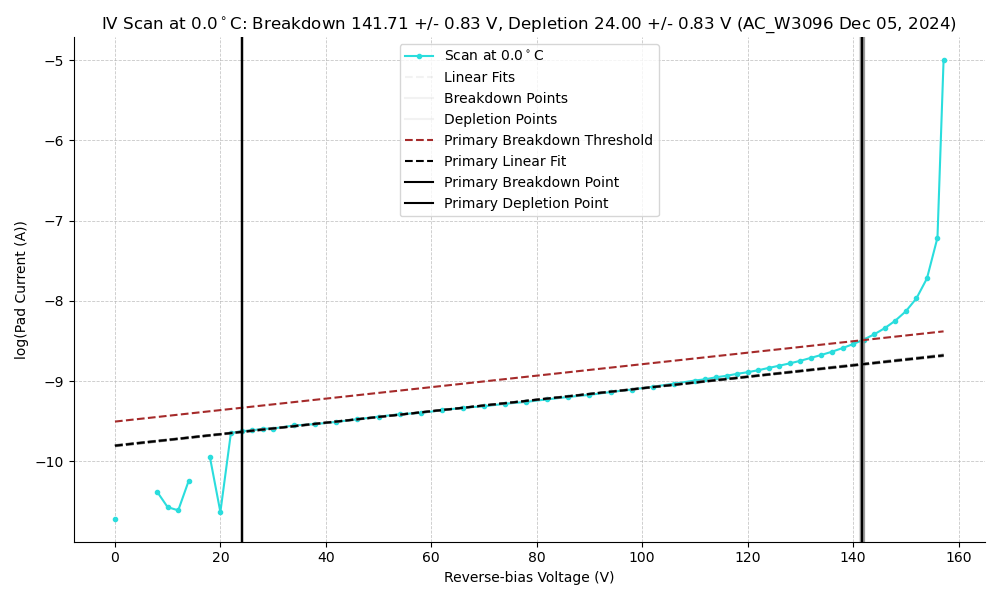 IV Scan at 0.0°C: Breakdown 141.71 +/- 0.83 V, Depletion 24.00 +/- 0.83 V (AC_W3096 Dec 05, 2024)
Scan at 0.0°C
Linear Fits
Breakdown Points
Depletion Points
Primary Breakdown Threshold
Primary Linear Fit
Primary Breakdown Point
Primary Depletion Point
log(Pad Current (A))
−5
−6
−7
−8
−9
−10
0 20 40 60 80 100 120 140 160
Reverse-bias Voltage (V)